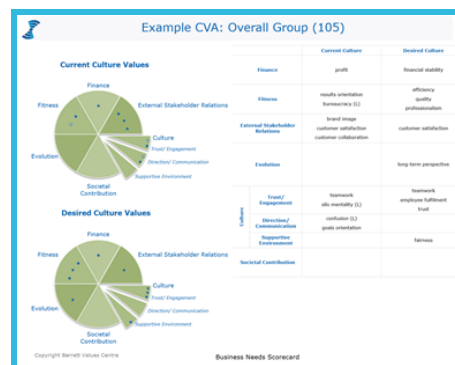 Example CVA: Overall Group (105)
Current Culture Values
Finance
Fitness
External Stakeholder Relations
Culture
Trust/ Engagement
Direction/ Communication
Supportive Environment
Evolution
Societal
Contribution
Desired Culture Values
Finance
Fitness
External Stakeholder Relations
Culture
Trust/ Engagement
Direction/ Communication
Supportive Environment
Evolution
Societal
Contribution
Current Culture
Desired Culture
Finance
profit
financial stability
Fitness
results orientation
bureaucracy (L)
efficiency
quality
professionalism
External Stakeholder
Relations
brand image
customer satisfaction
customer collaboration
customer satisfaction
Evolution
long-term perspective
Culture
Trust/
Engagement
teamwork
silo mentality (L)
teamwork
employee fulfilment
trust
Direction/
Communication
confusion (L)
goals orientation
Supportive
Environment
fairness
Societal Contribution
Copyright Barrett Values Centre
Business Needs Scorecard